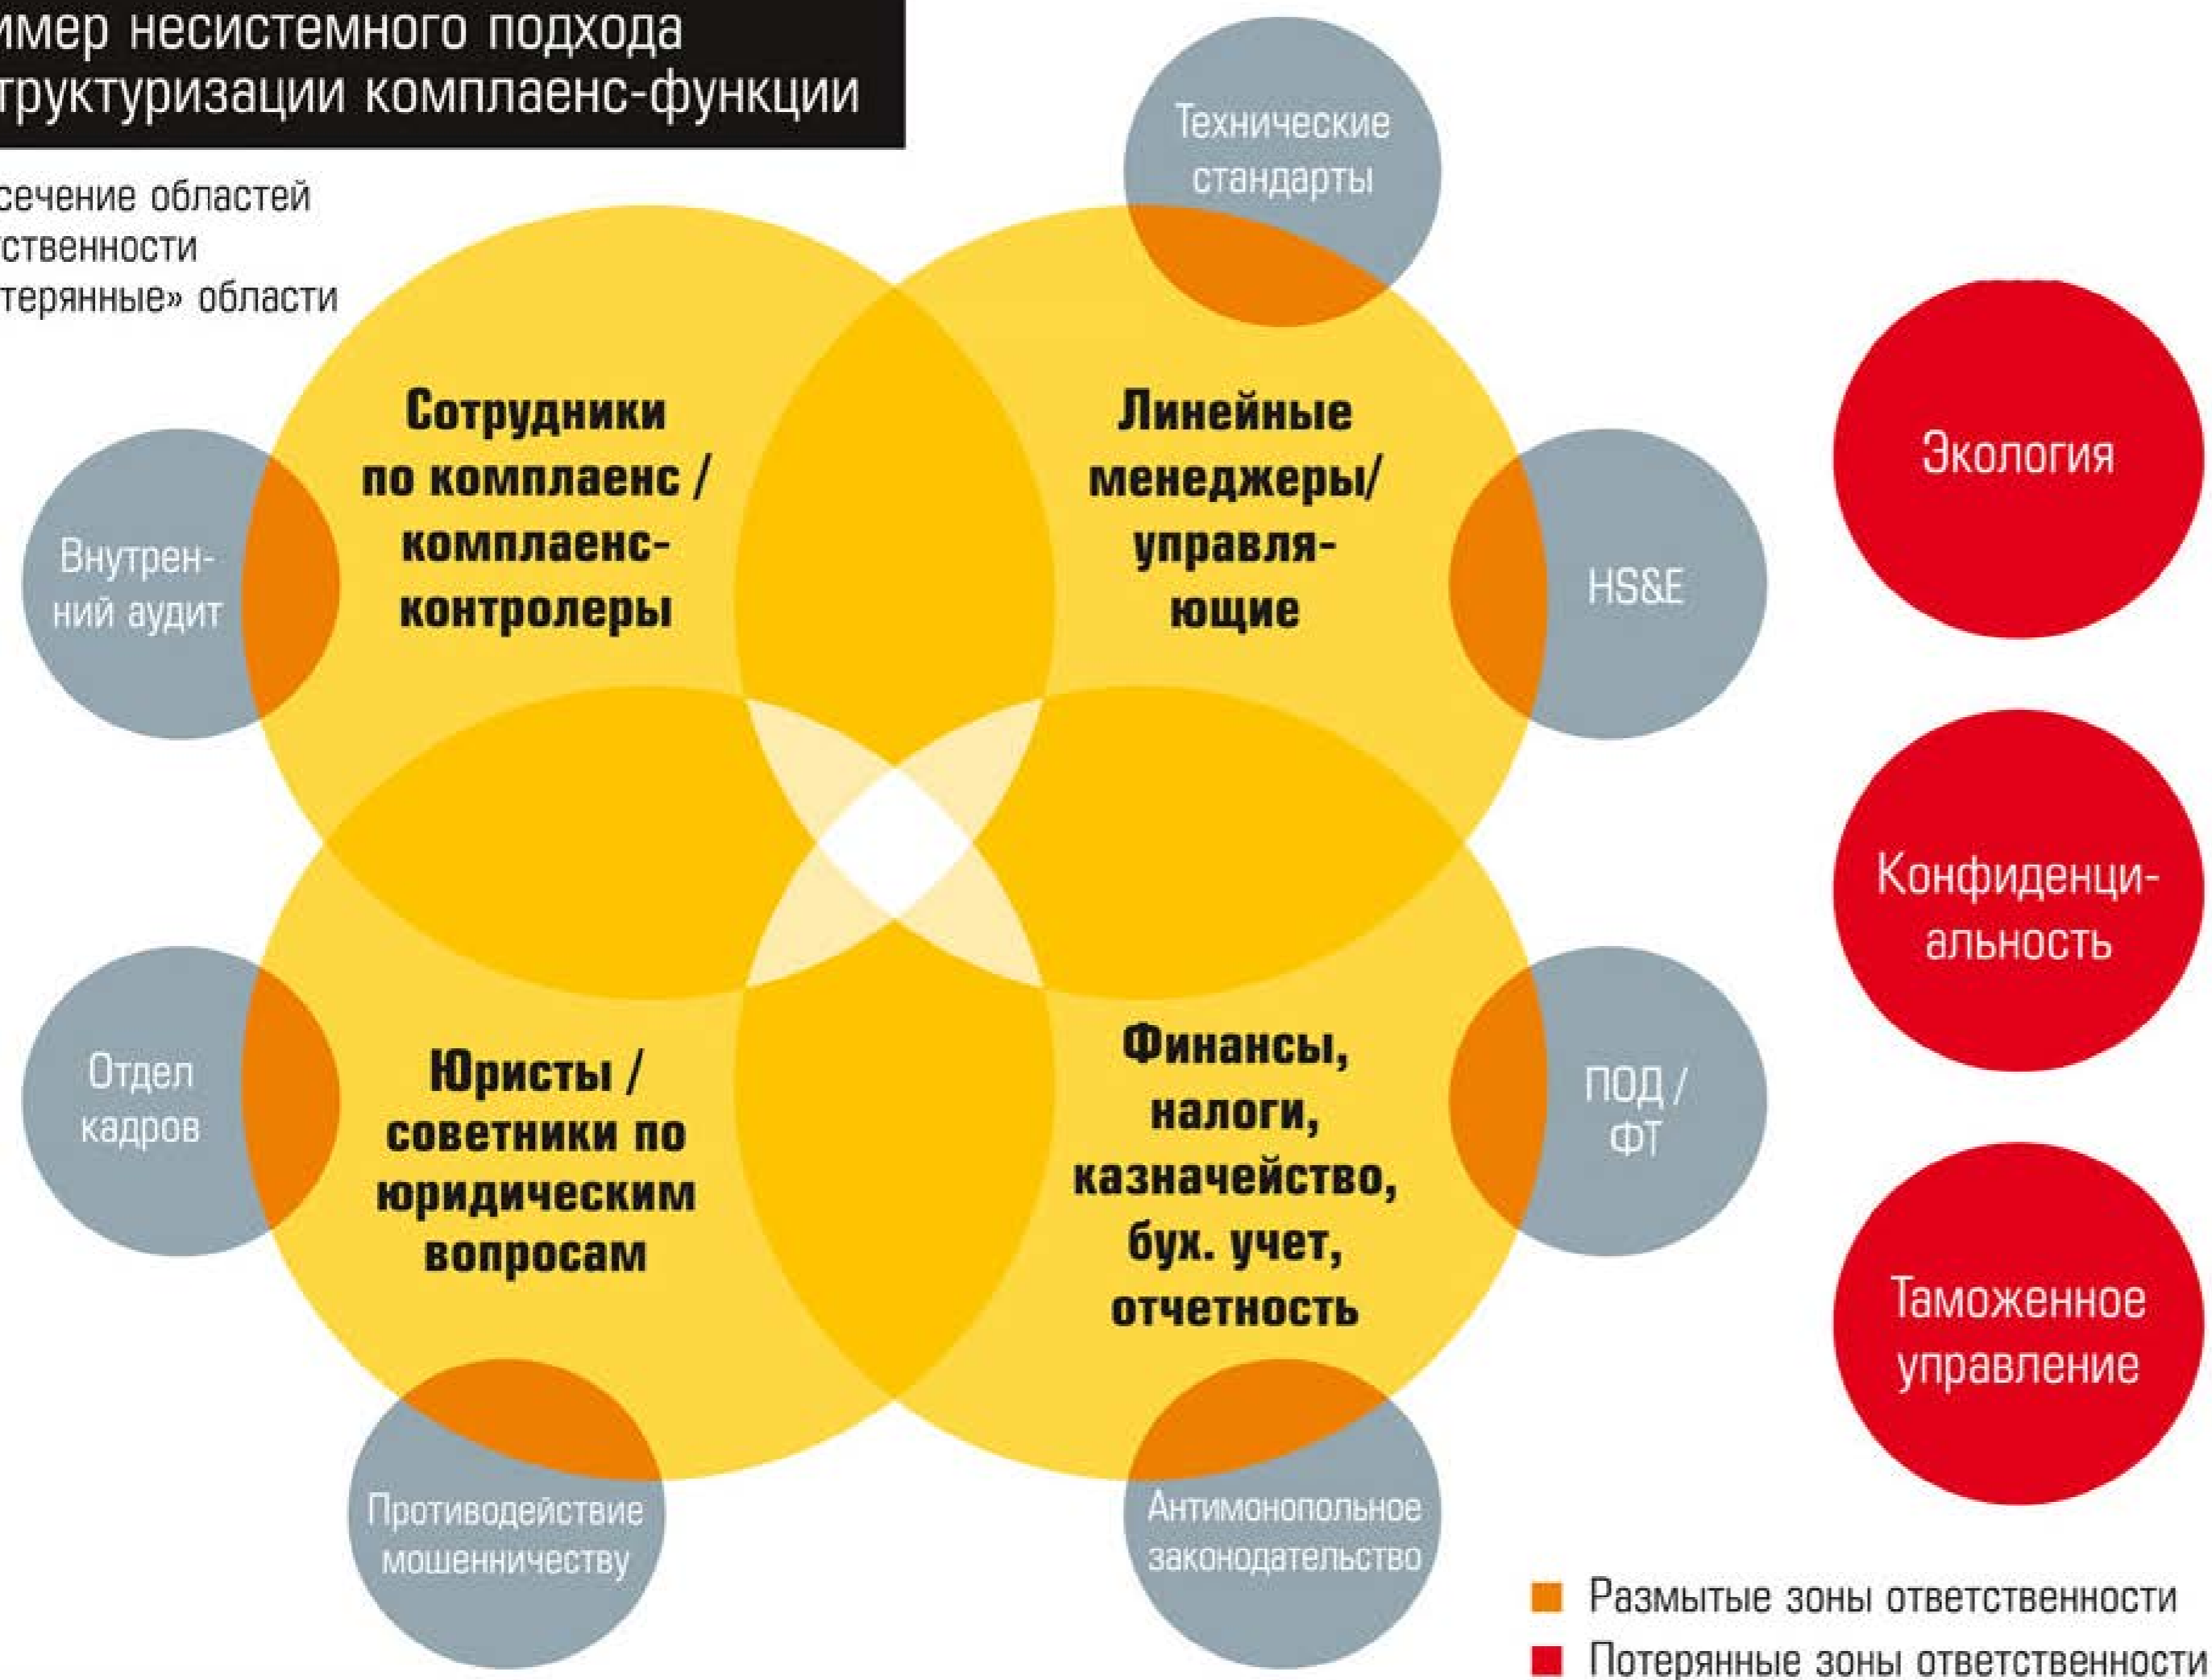 имер несистемного подхода
труктуризации комплаенс-функции
сечение областей
ственности
терянные» области
Технические
стандарты
Сотрудники
по комплаенс /
комплаенс-
контролеры
Линейные
менеджеры/
управля-
ющие
Внутрен-
ний аудит
HS&E
Экология
Конфиденци-
альность
Отдел
кадров
Юристы /
советники по
юридическим
вопросам
Финансы,
налоги,
казначейство,
бух. учет,
отчетность
ПОД /
ФТ
Таможенное
управление
Противодействие
мошенничеству
Антимонопольное
законодательство
Размытые зоны ответственности
Потерянные зоны ответственности